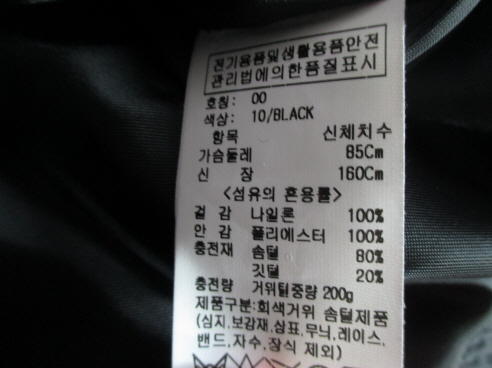 전기용품및생활용품안전
관리법에의한품질표시
호칭: 00
색상: 10/BLACK
항목 신체치수
가슴둘레 85Cm
신 장 160Cm
<섬유의 혼용률>
겉 감 나일론 100%
안 감 폴리에스터 100%
충전재 솜털 80%
깃털 20%
충전량 거위털중량 200g
제품구분:회색거위 솜털제품
(심지,보강재,상표,무늬,레이스,
밴드,자수,장식 제외)